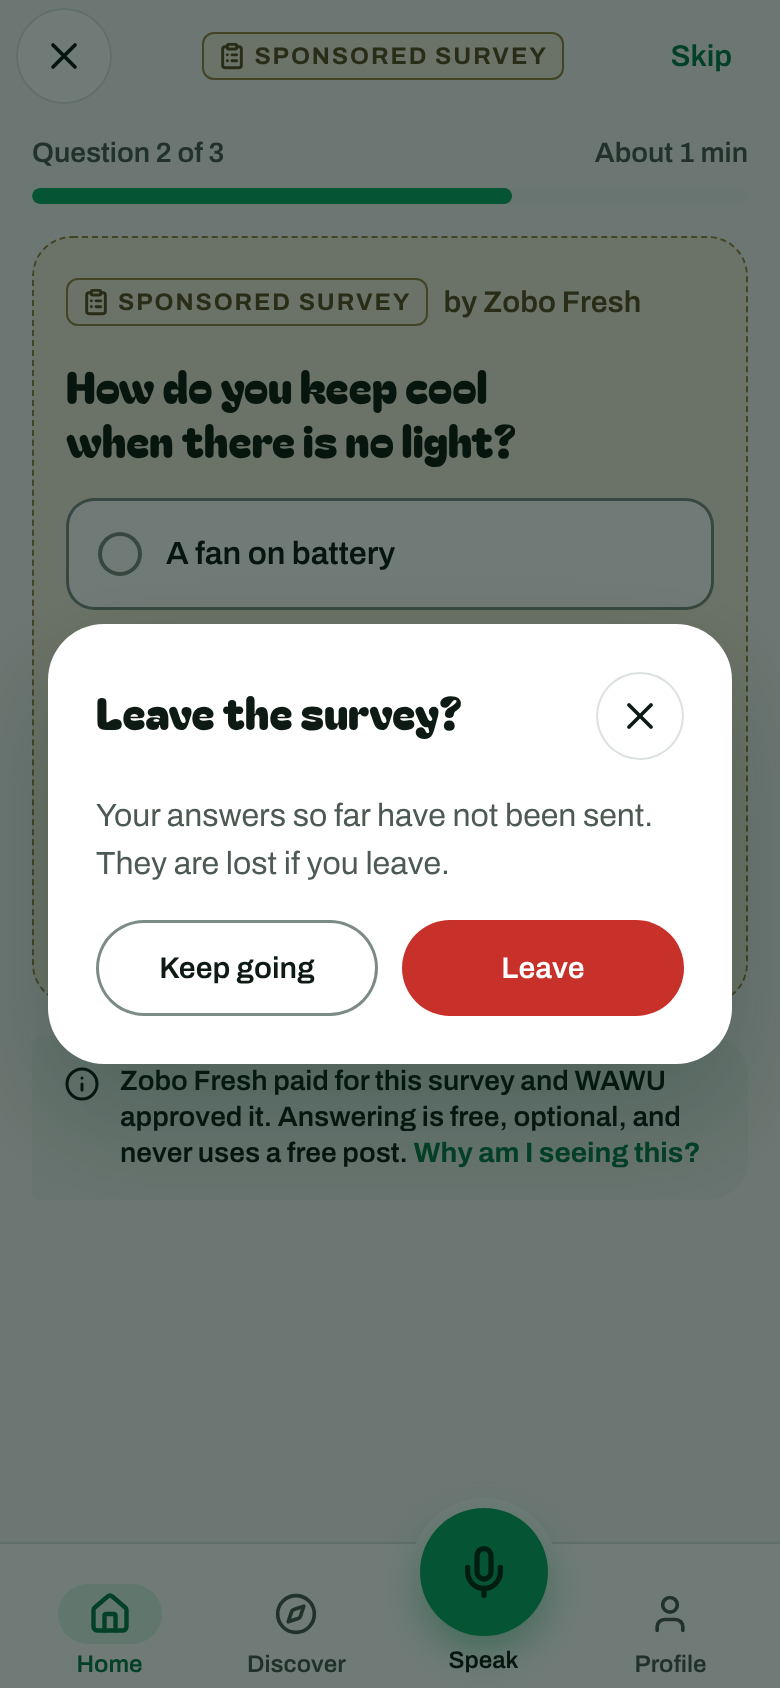 SPONSORED SURVEY
Skip
Question 2 of 3
About 1 min
SPONSORED SURVEY by Zobo Fresh
How do you keep cool
when there is no light?
A fan on battery
Leave the survey?
Your answers so far have not been sent.
They are lost if you leave.
Keep going
Leave
Zobo Fresh paid for this survey and WAWU
approved it. Answering is free, optional, and
never uses a free post. Why am I seeing this?
Home
Discover
Speak
Profile